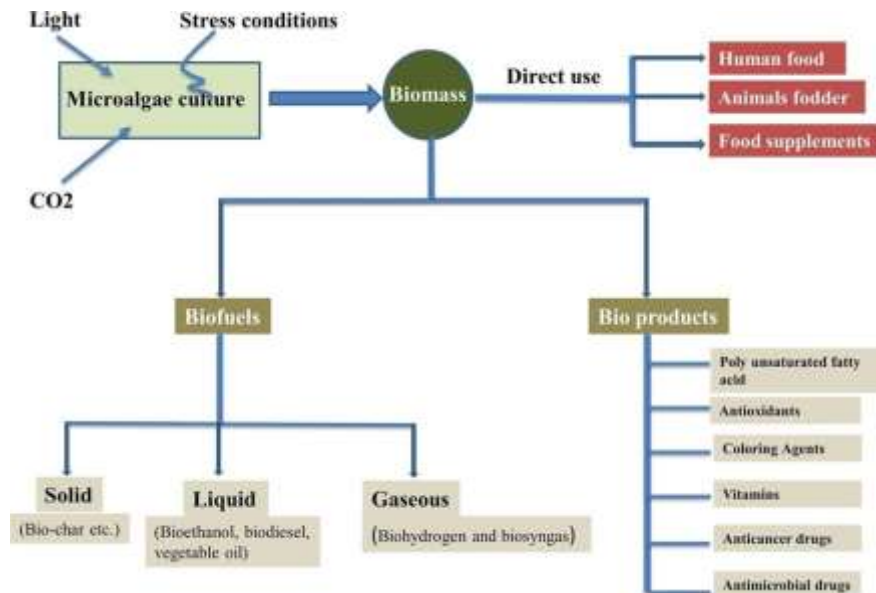 Light
Stress conditions
Microalgae culture
CO2
Biomass
Direct use
Human food
Animals fodder
Food supplements
Biofuels
Bio products
Solid
(Bio-char etc.)
Liquid
(Bioethanol, biodiesel,
vegetable oil)
Gaseous
(Biohydrogen and biosyngas)
Poly unsaturated fatty
acid
Antioxidants
Coloring Agents
Vitamins
Anticancer drugs
Antimicrobial drugs